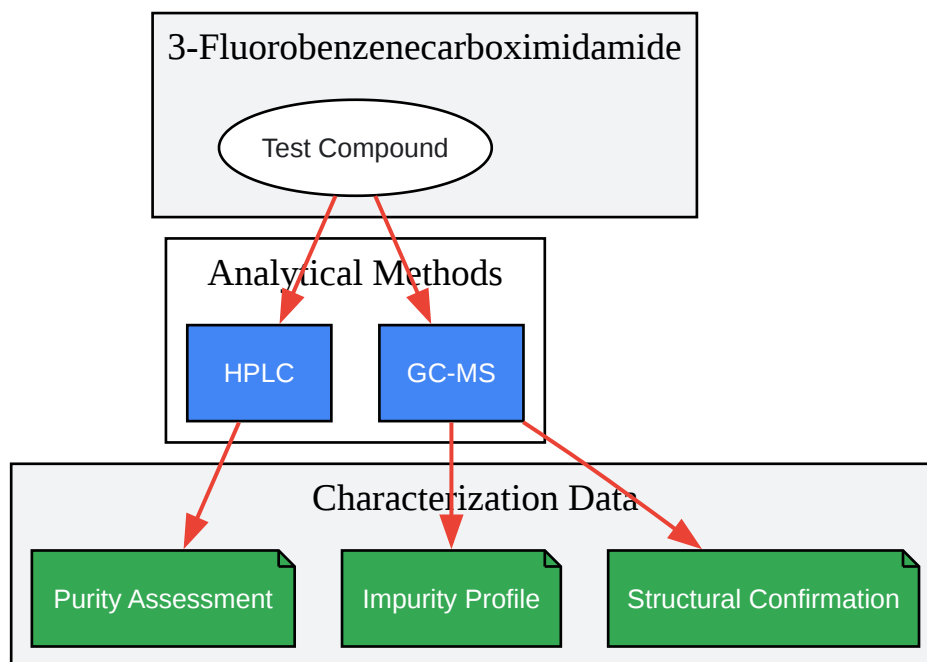 3-Fluorobenzenecarboximidamide
Test Compound
Analytical Methods
HPLC
GC-MS
Characterization Data
Purity Assessment
Impurity Profile
Structural Confirmation